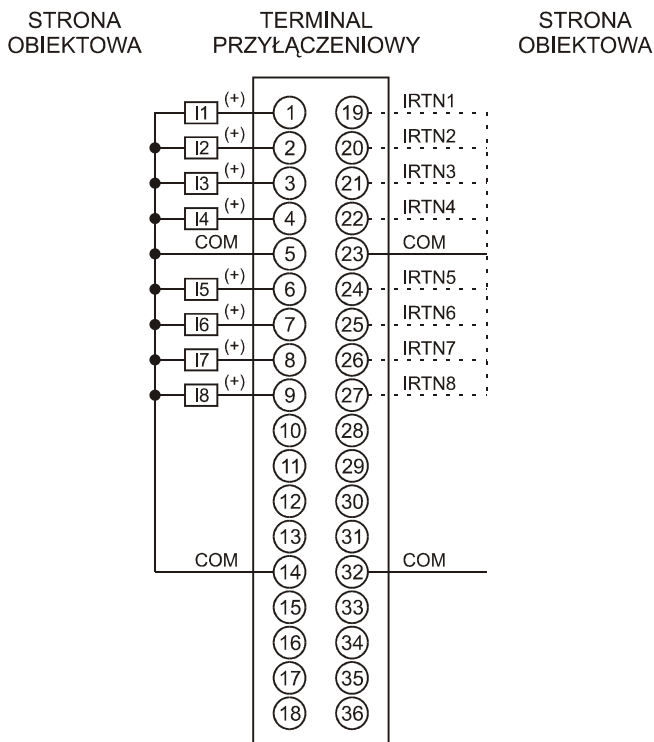 STRONA OBIEKTOWA
TERMINAL PRZYŁĄCZENIOWY
STRONA OBIEKTOWA
I1 (+) 1 19 IRTN1
I2 (+) 2 20 IRTN2
I3 (+) 3 21 IRTN3
I4 (+) 4 22 IRTN4
COM 5 23 COM
I5 (+) 6 24 IRTN5
I6 (+) 7 25 IRTN6
I7 (+) 8 26 IRTN7
I8 (+) 9 27 IRTN8
10 28
11 29
12 30
13 31
COM 14 32 COM
15 33
16 34
17 35
18 36